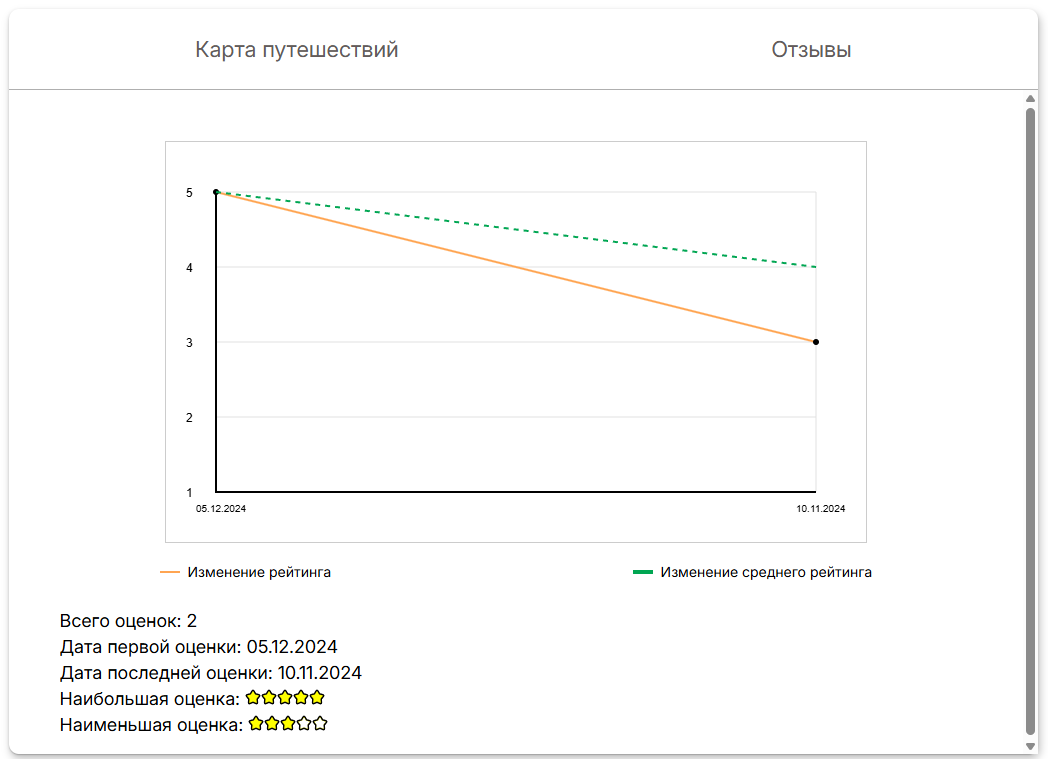 Карта путешествий
Отзывы
5
4
3
2
1
05.12.2024
10.11.2024
Изменение рейтинга
Изменение среднего рейтинга
Всего оценок: 2
Дата первой оценки: 05.12.2024
Дата последней оценки: 10.11.2024
Наибольшая оценка:
Наименьшая оценка: